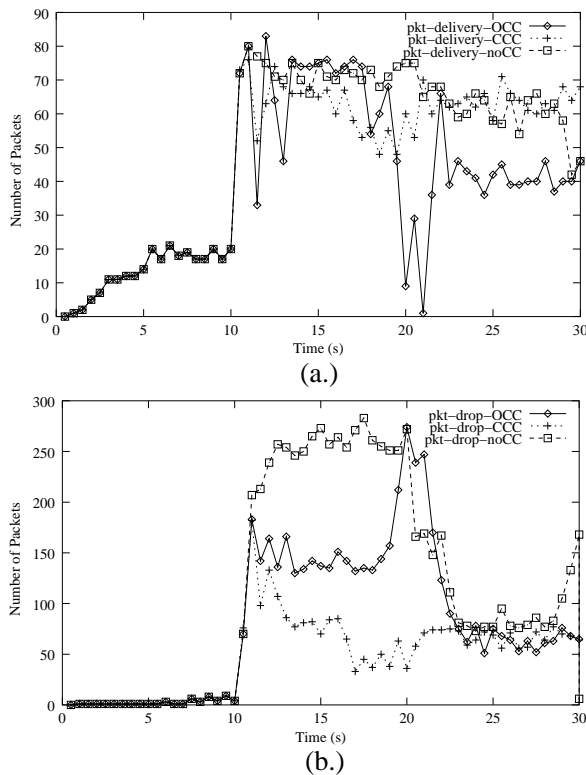 90
80
70
60
50
40
30
20
10
0
Number of Packets
pkt-delivery-OCC
pkt-delivery-CCC
pkt-delivery-noCC
0 5 10 15 20 25 30
Time (s)
(a.)
300
250
200
150
100
50
0
Number of Packets
pkt-drop-OCC
pkt-drop-CCC
pkt-drop-noCC
0 5 10 15 20 25 30
Time (s)
(b.)